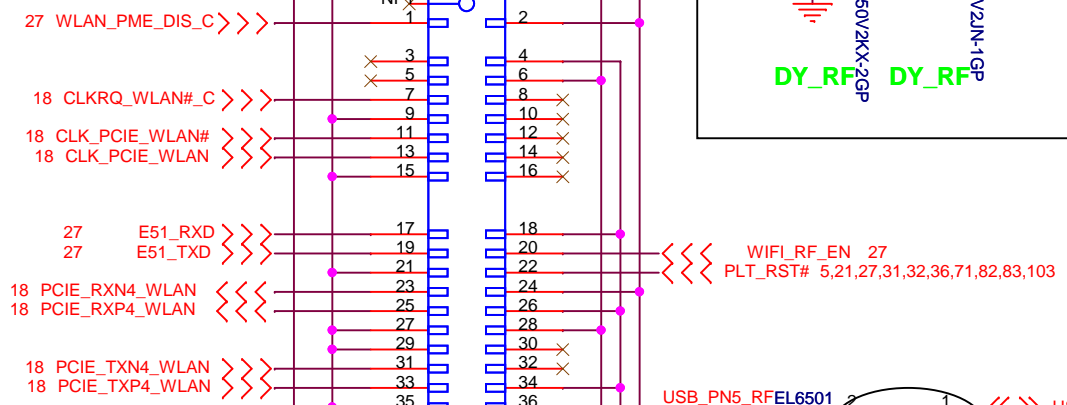 27 WLAN_PME_DIS_C 1 2
3 4
5 6
18 CLKRQ_WLAN#_C 7 8
9 10
18 CLK_PCIE_WLAN# 11 12
18 CLK_PCIE_WLAN 13 14
15 16
27 E51_RXD 17 18
27 E51_TXD 19 20 WIFI_RF_EN 27
21 22 PLT_RST# 5,21,27,31,32,36,71,82,83,103
18 PCIE_RXN4_WLAN 23 24
18 PCIE_RXP4_WLAN 25 26
27 28
29 30
18 PCIE_TXN4_WLAN 31 32
18 PCIE_TXP4_WLAN 33 34
35 36
50V2KX-2GP
V2JN-1GP
DY_RF DY_RF
USB_PN5_RF EL6501 2 1